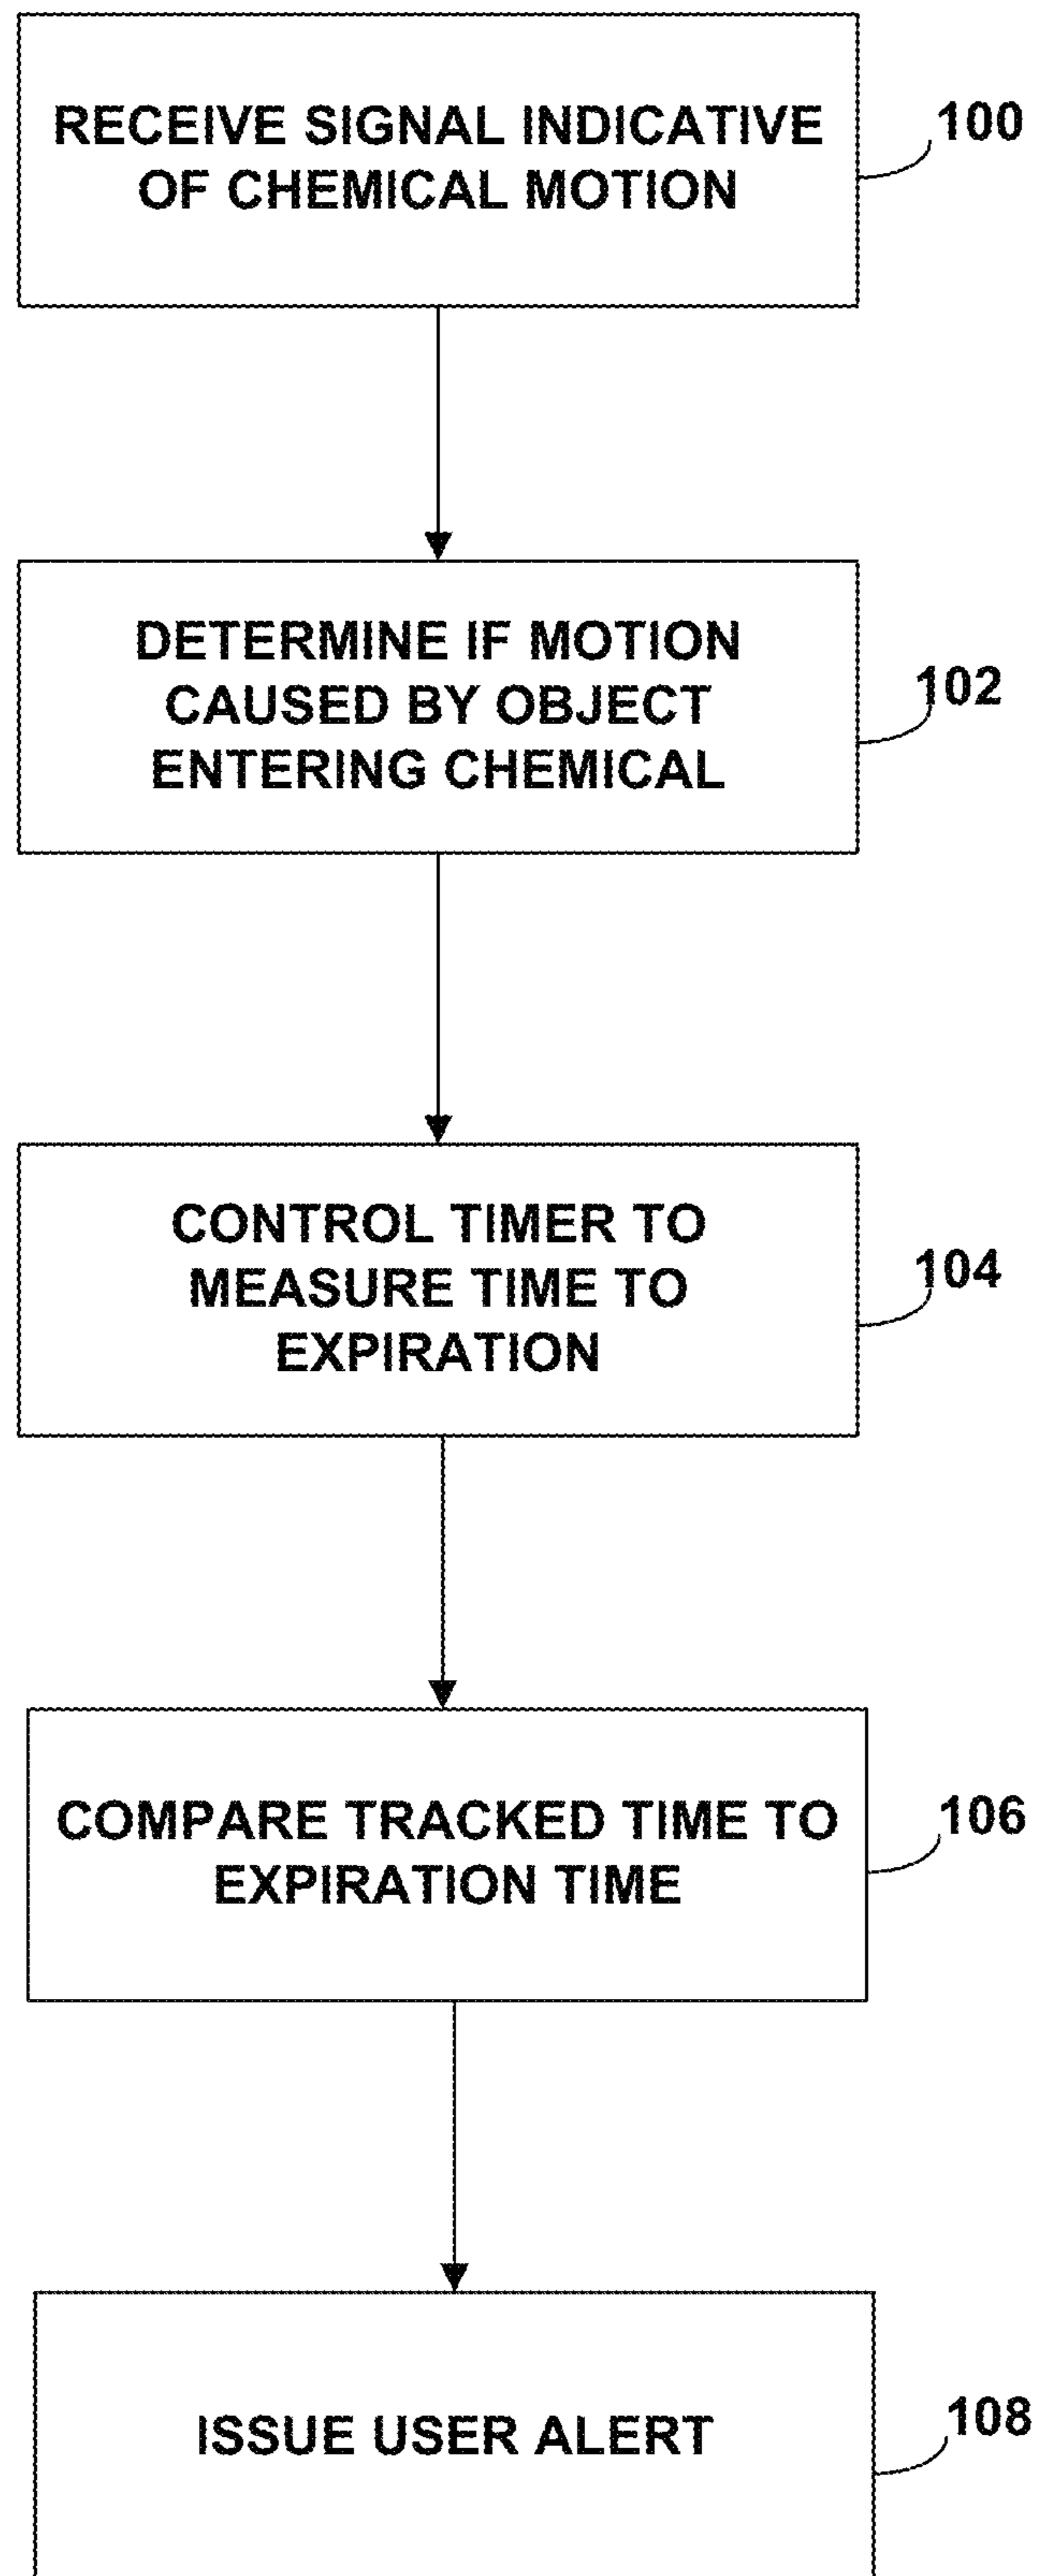 RECEIVE SIGNAL INDICATIVE
OF CHEMICAL MOTION
100
DETERMINE IF MOTION
CAUSED BY OBJECT
ENTERING CHEMICAL
102
CONTROL TIMER TO
MEASURE TIME TO
EXPIRATION
104
COMPARE TRACKED TIME TO
EXPIRATION TIME
106
ISSUE USER ALERT
108